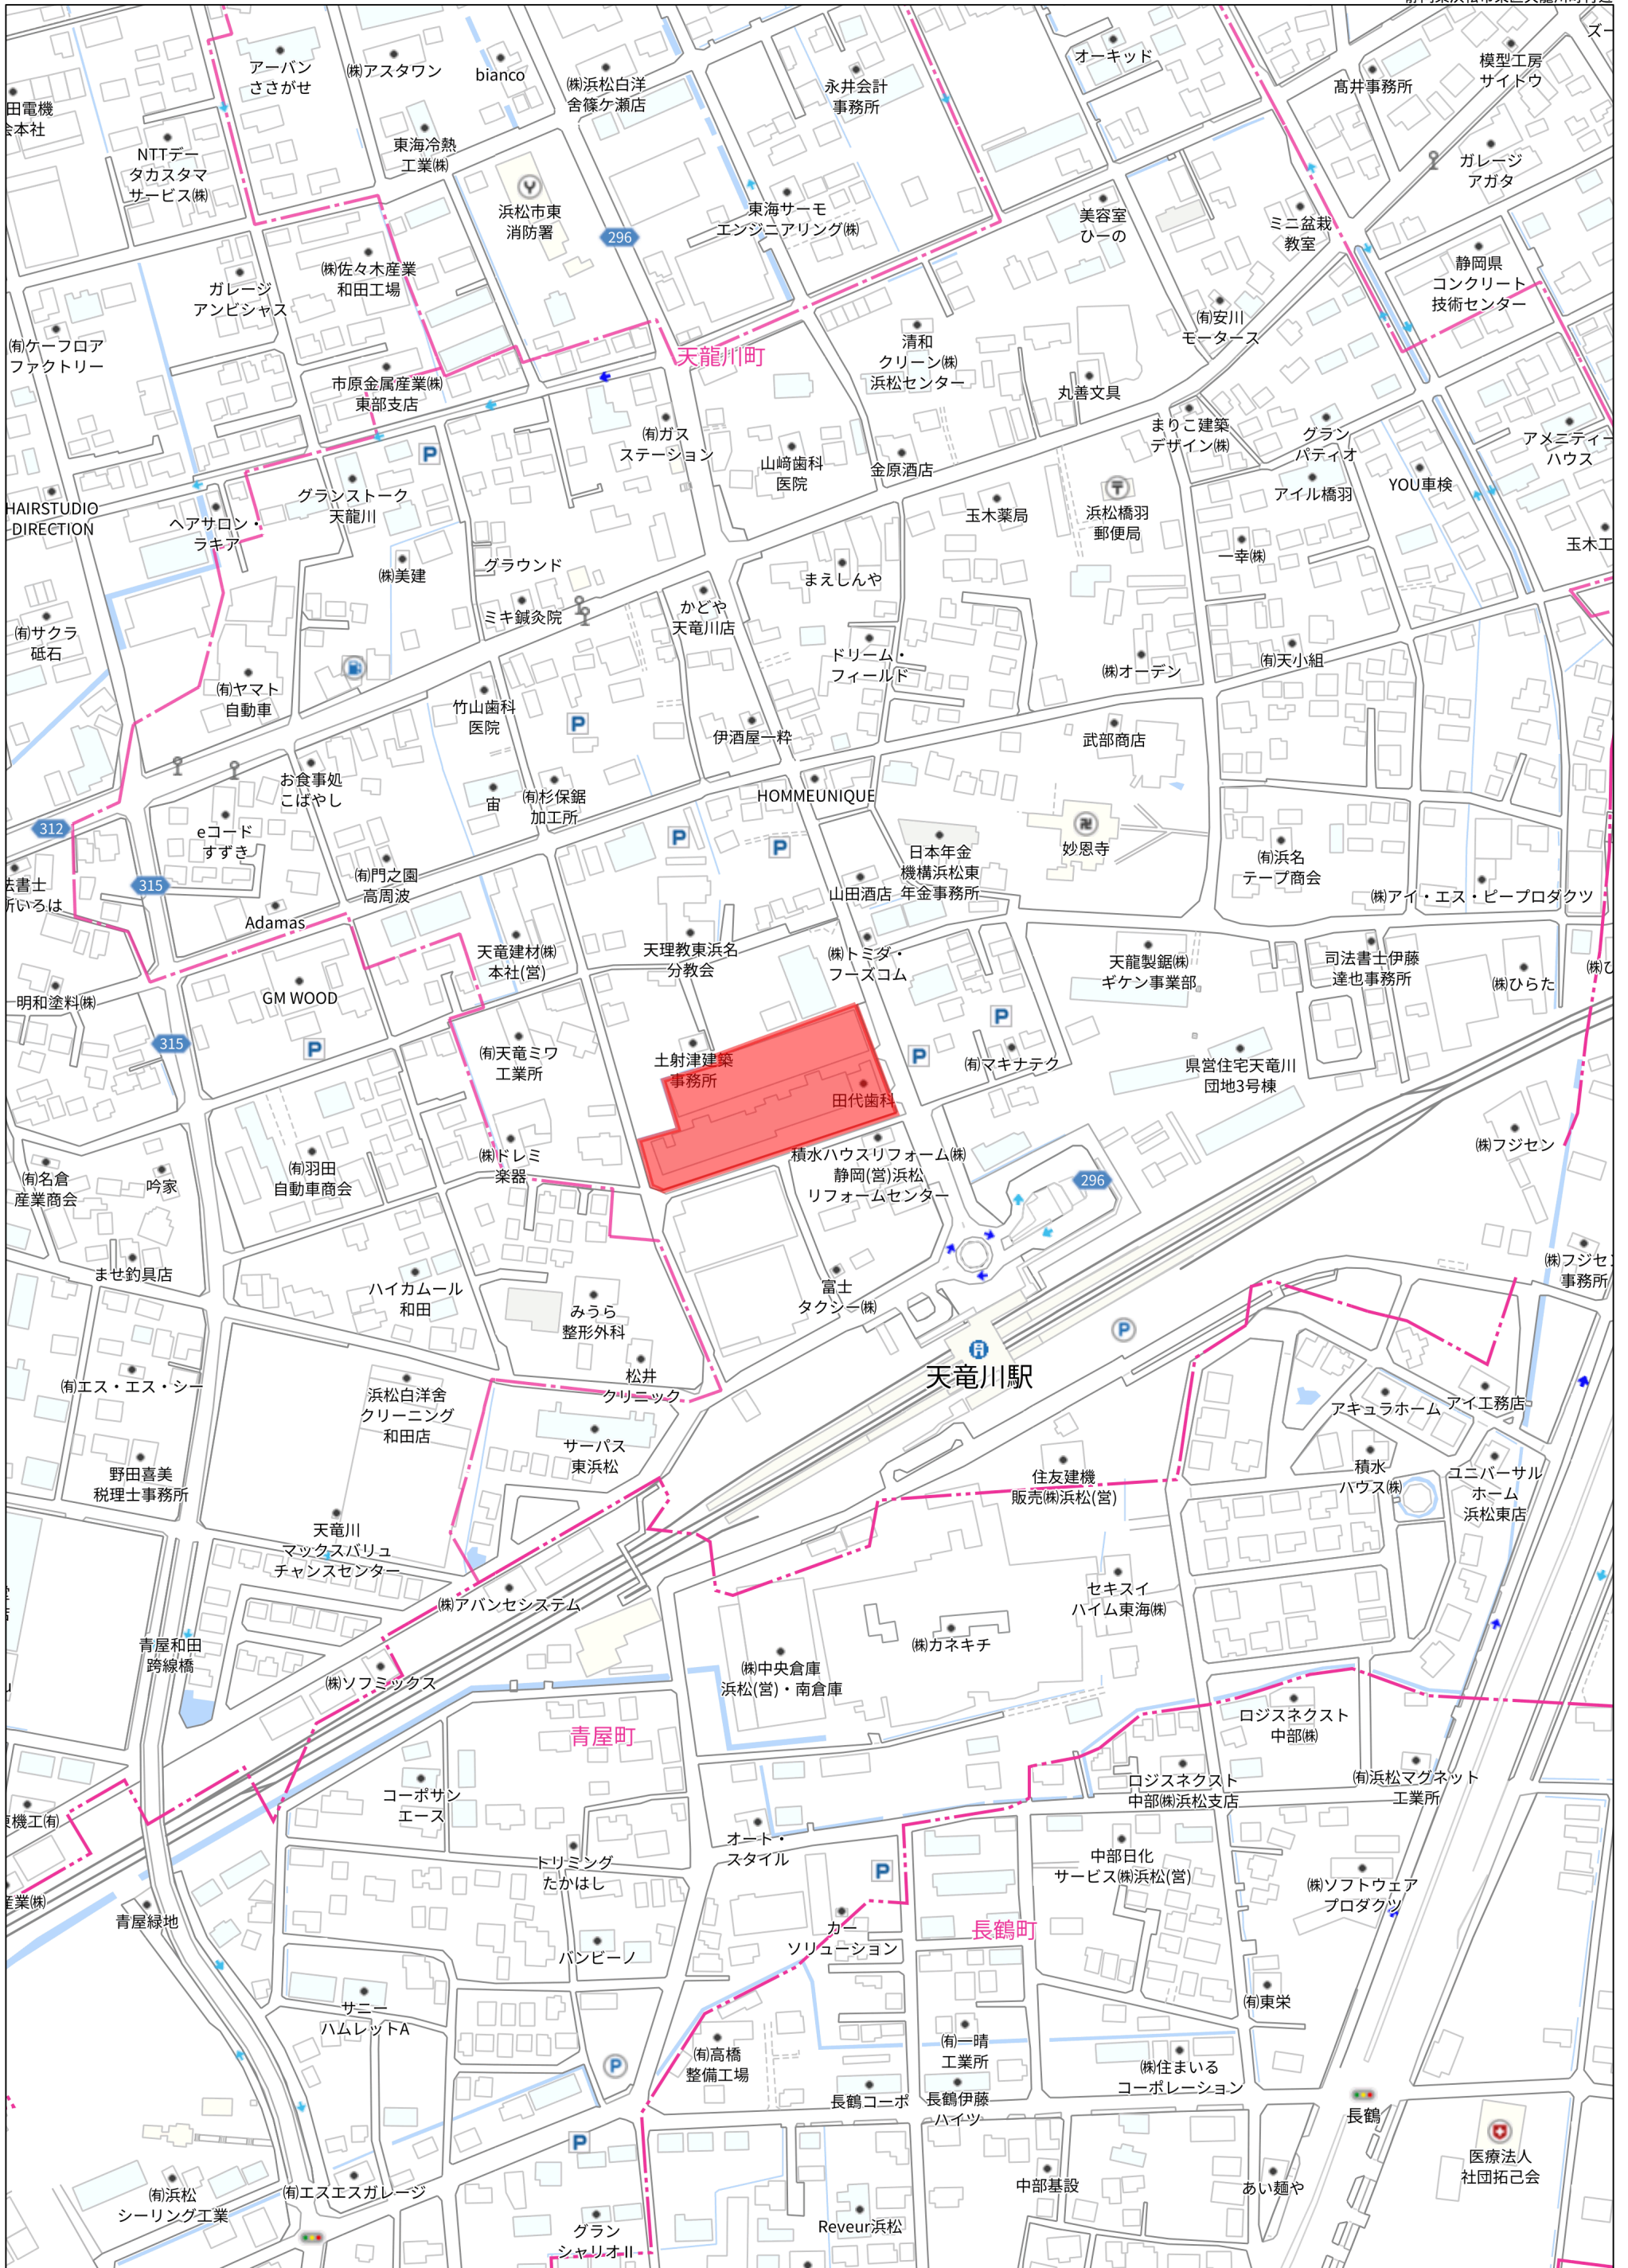 アーバン
ささがせ
㈱アスタワン
bianco
㈱浜松白洋
舎篠ケ瀬店
永井会計
事務所
オーキッド
髙井事務所
模型工房
サイトウ
ズー
田電機
会本社
NTTデー
タカスタマ
サービス㈱
東海冷熱
工業㈱
浜松市東
消防署
296
東海サーモ
エンジニアリング㈱
美容室
ひーの
ミニ盆栽
教室
ガレージ
アガタ
静岡県
コンクリート
技術センター
㈱佐々木産業
和田工場
ガレージ
アンビシャス
㈲ケーフロア
ファクトリー
市原金属産業㈱
東部支店
天龍川町
清和
クリーン㈱
浜松センター
㈲安川
モータース
丸善文具
まりこ建築
デザイン㈱
グラン
パティオ
アメニティー
ハウス
㈲ガス
ステーション
山﨑歯科
医院
金原酒店
アイル橋羽
YOU車検
HAIRSTUDIO
DIRECTION
ヘアサロン・
ラキア
グランストーク
天龍川
玉木薬局
浜松橋羽
郵便局
一幸㈱
玉木工
㈱美建
グラウンド
まえしんや
ミキ鍼灸院
かどや
天竜川店
㈲サクラ
砥石
ドリーム・
フィールド
㈱オーデン
㈲天小組
㈲ヤマト
自動車
竹山歯科
医院
伊酒屋一粋
武部商店
お食事処
こばやし
宙
㈲杉保鋸
加工所
HOMMEUNIQUE
312
eコード
すずき
妙恩寺
日本年金
機構浜松東
年金事務所
㈲浜名
テープ商会
315
法書士
所いろは
㈲門之園
高周波
山田酒店
㈱アイ・エス・ピープロダクツ
Adamas
天竜建材㈱
本社(営)
天理教東浜名
分教会
㈱トミダ・
フーズコム
天龍製鋸㈱
ギケン事業部
司法書士伊藤
達也事務所
㈱ひらた
㈱ひ
明和塗料㈱
GM WOOD
315
㈲天竜ミワ
工業所
土射津建築
事務所
田代歯科
㈲マキナテク
県営住宅天竜川
団地3号棟
㈱フジセン
㈲名倉
産業商会
吟家
㈲羽田
自動車商会
㈱ドレミ
楽器
積水ハウスリフォーム㈱
静岡(営)浜松
リフォームセンター
296
ませ釣具店
ハイカムール
和田
みうら
整形外科
富士
タクシー㈱
㈱フジセン
事務所
天竜川駅
松井
クリニック
㈲エス・エス・シー
浜松白洋舎
クリーニング
和田店
サーパス
東浜松
アキュラホーム
アイ工務店
野田喜美
税理士事務所
住友建機
販売㈱浜松(営)
積水
ハウス㈱
ユニバーサル
ホーム
浜松東店
天竜川
マックスバリュ
チャンスセンター
㈱アバンセシステム
セキスイ
ハイム東海㈱
㈱カネキチ
青屋和田
跨線橋
㈱ソフミックス
㈱中央倉庫
浜松(営)・南倉庫
青屋町
ロジスネクスト
中部㈱
コーポサン
エース
ロジスネクスト
中部㈱浜松支店
㈲浜松マグネット
工業所
機工㈲
オート・
スタイル
トリミング
たかはし
中部日化
サービス㈱浜松(営)
㈱ソフトウェア
プロダクツ
産業㈱
青屋緑地
カー
ソリューション
長鶴町
バンビーノ
サニー
ハムレットA
㈲東栄
㈲高橋
整備工場
㈲一晴
工業所
㈱住まいる
コーポレーション
長鶴コーポ
長鶴伊藤
ハイツ
長鶴
医療法人
社団拓己会
㈲浜松
シーリング工業
㈲エスエスガレージ
中部基設
あい麺や
グラン
シャリオⅡ
Reveur浜松